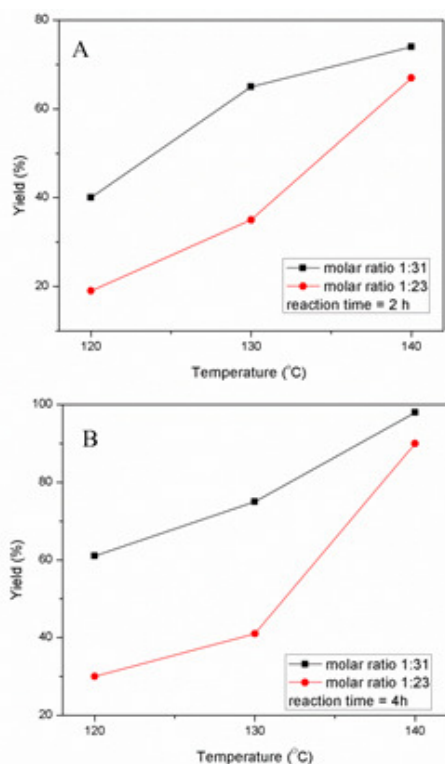 A
80
60
40
20
Yield (%)
molar ratio 1:31
molar ratio 1:23
reaction time = 2 h
120 130 140
Temperature (°C)
B
100
80
60
40
20
Yield (%)
molar ratio 1:31
molar ratio 1:23
reaction time = 4h
120 130 140
Temperature (°C)